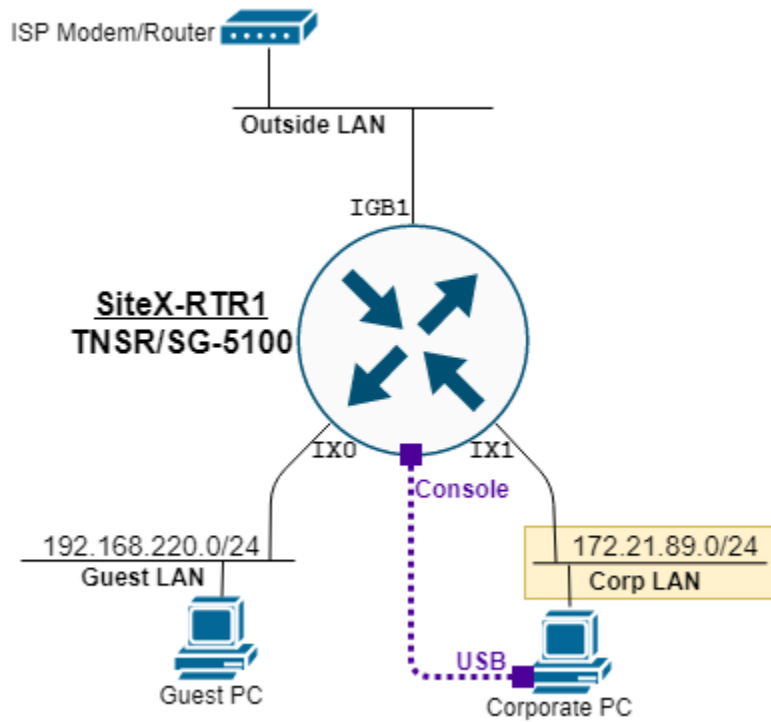 ISP Modem/Router
Outside LAN
IGB1
SiteX-RTR1
TNSR/SG-5100
IX0
IX1
Console
192.168.220.0/24
Guest LAN
172.21.89.0/24
Corp LAN
USB
Guest PC
Corporate PC